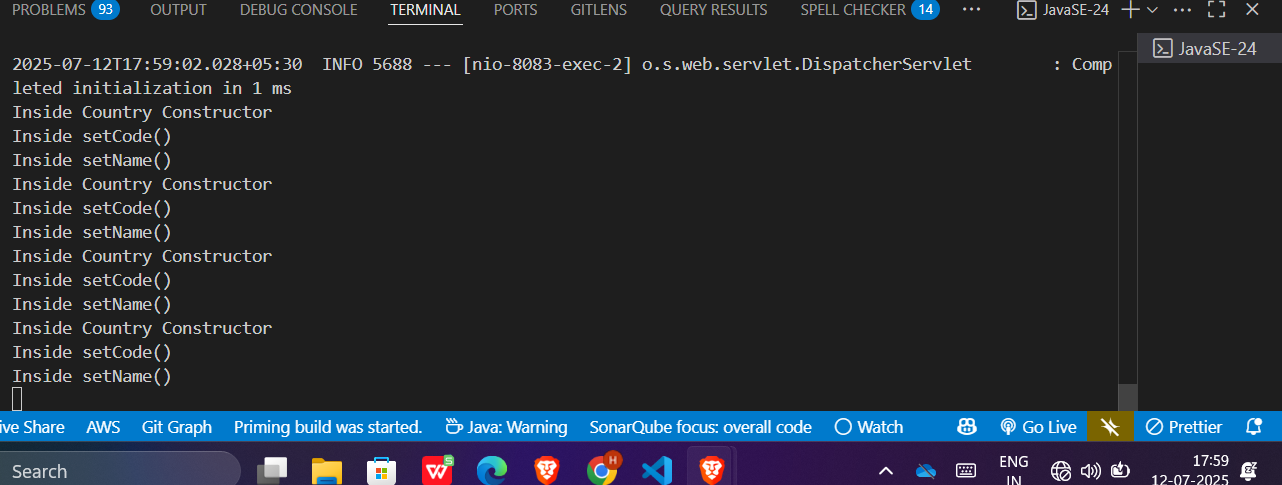 PROBLEMS 93 OUTPUT DEBUG CONSOLE TERMINAL PORTS GITLENS QUERY RESULTS SPELL CHECKER 14 ··· JavaSE-24 ···
JavaSE-24
2025-07-12T17:59:02.028+05:30  INFO 5688 --- [nio-8083-exec-2] o.s.web.servlet.DispatcherServlet        : Comp
leted initialization in 1 ms
Inside Country Constructor
Inside setCode()
Inside setName()
Inside Country Constructor
Inside setCode()
Inside setName()
Inside Country Constructor
Inside setCode()
Inside setName()
Inside Country Constructor
Inside setCode()
Inside setName()
ive Share AWS Git Graph Priming build was started. Java: Warning SonarQube focus: overall code Watch Go Live Prettier
Search W S H ENG 17:59
IN 12-07-2025